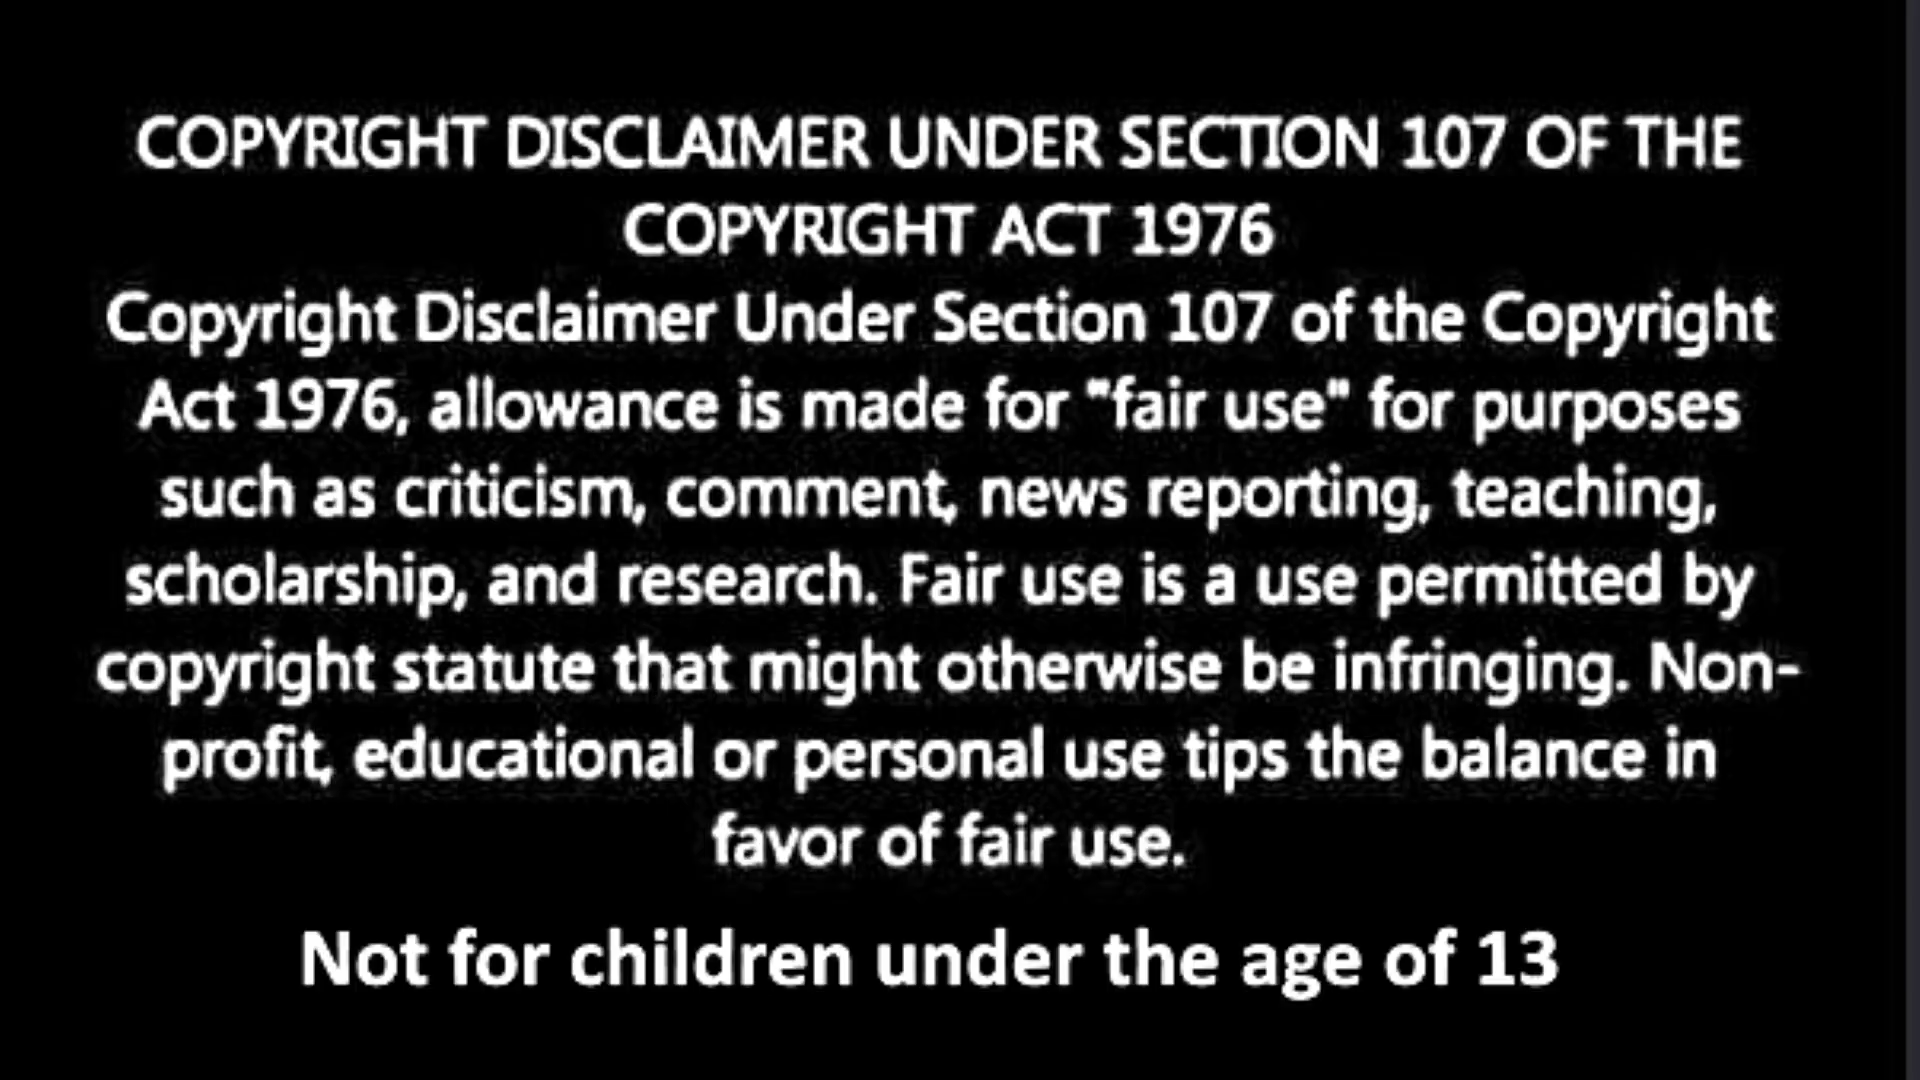 COPYRIGHT DISCLAIMER UNDER SECTION 107 OF THE
COPYRIGHT ACT 1976
Copyright Disclaimer Under Section 107 of the Copyright
Act 1976, allowance is made for "fair use" for purposes
such as criticism, comment, news reporting, teaching,
scholarship, and research. Fair use is a use permitted by
copyright statute that might otherwise be infringing. Non-
profit, educational or personal use tips the balance in
favor of fair use.
Not for children under the age of 13